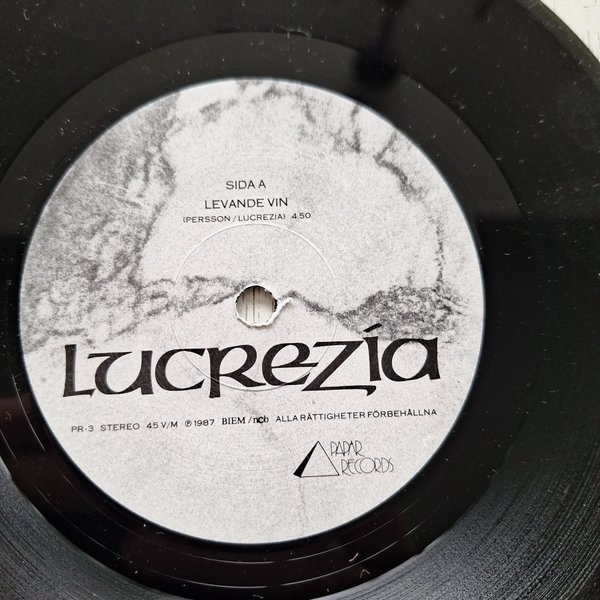 SIDA A
LEVANDE VIN
(PERSSON / LUCREZIA) 4.50
LUCREZIA
PR-3 STEREO 45 V/M ℗ 1987 BIEM / ncb ALLA RÄTTIGHETER FÖRBEHÅLLNA
PAPAR
RECORDS